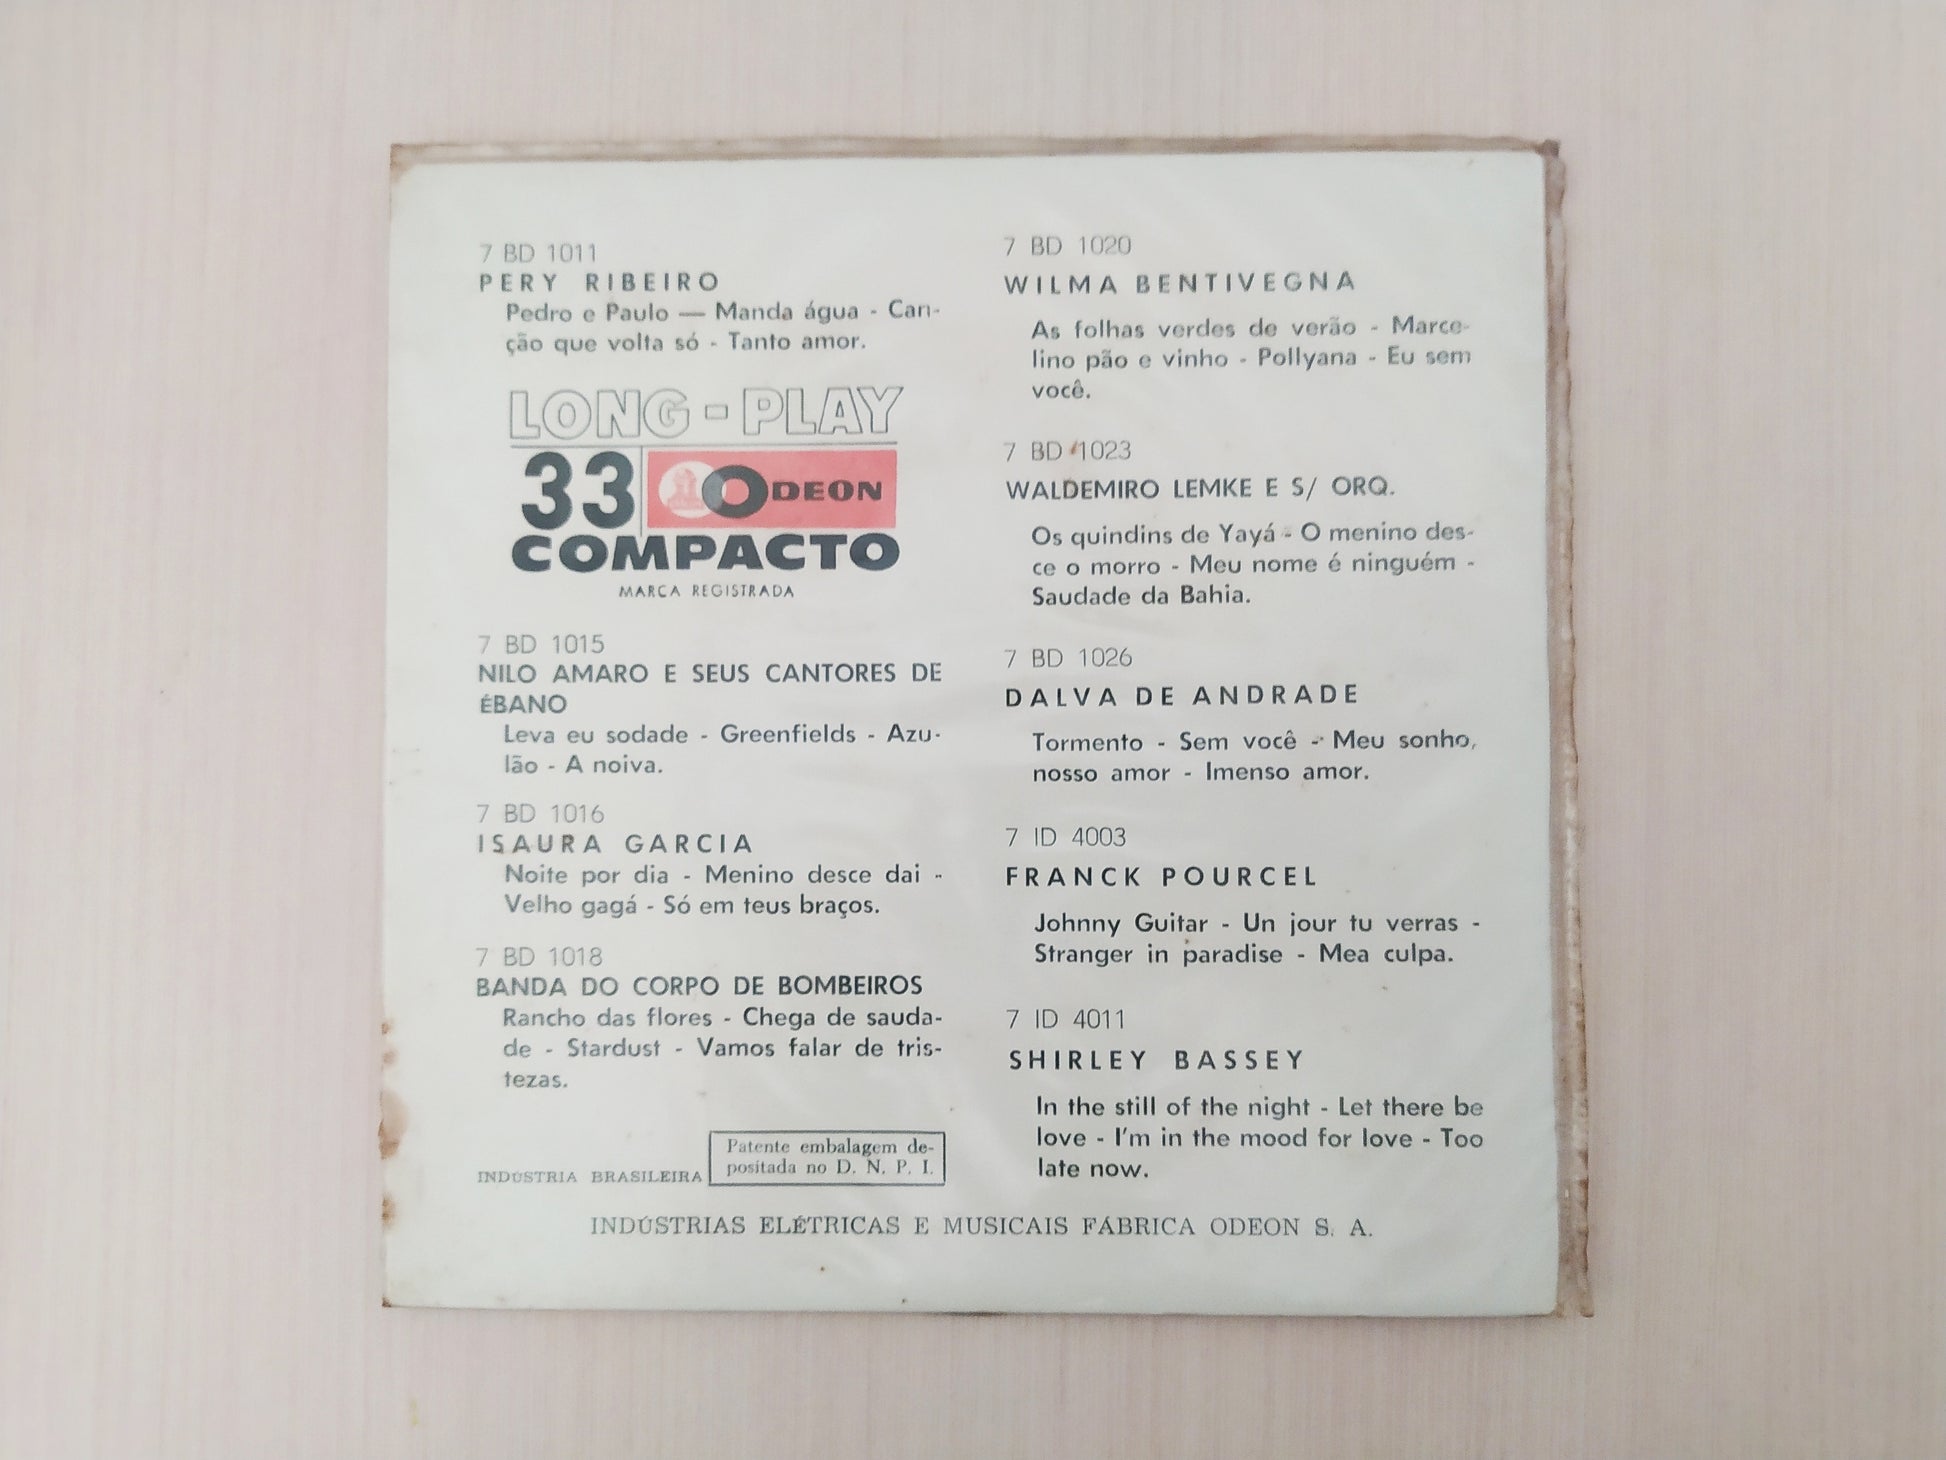 7 BD 1011
PERY RIBEIRO
Pedro e Paulo — Manda água - Can-
ção que volta só - Tanto amor.
LONG-PLAY
33 ODEON
COMPACTO
MARCA REGISTRADA
7 BD 1015
NILO AMARO E SEUS CANTORES DE
ÉBANO
Leva eu sodade - Greenfields - Azu-
lão - A noiva.
7 BD 1016
ISAURA GARCIA
Noite por dia - Menino desce dai -
Velho gagá - Só em teus braços.
7 BD 1018
BANDA DO CORPO DE BOMBEIROS
Rancho das flores - Chega de sauda-
de - Stardust - Vamos falar de tris-
tezas.
INDÚSTRIA BRASILEIRA
Patente embalagem de-
positada no D. N. P. I.
7 BD 1020
WILMA BENTIVEGNA
As folhas verdes de verão - Marce-
lino pão e vinho - Pollyana - Eu sem
você.
7 BD 1023
WALDEMIRO LEMKE E S/ ORQ.
Os quindins de Yayá - O menino des-
ce o morro - Meu nome é ninguém -
Saudade da Bahia.
7 BD 1026
DALVA DE ANDRADE
Tormento - Sem você - Meu sonho,
nosso amor - Imenso amor.
7 ID 4003
FRANCK POURCEL
Johnny Guitar - Un jour tu verras -
Stranger in paradise - Mea culpa.
7 ID 4011
SHIRLEY BASSEY
In the still of the night - Let there be
love - I'm in the mood for love - Too
late now.
INDÚSTRIAS ELÉTRICAS E MUSICAIS FÁBRICA ODEON S. A.